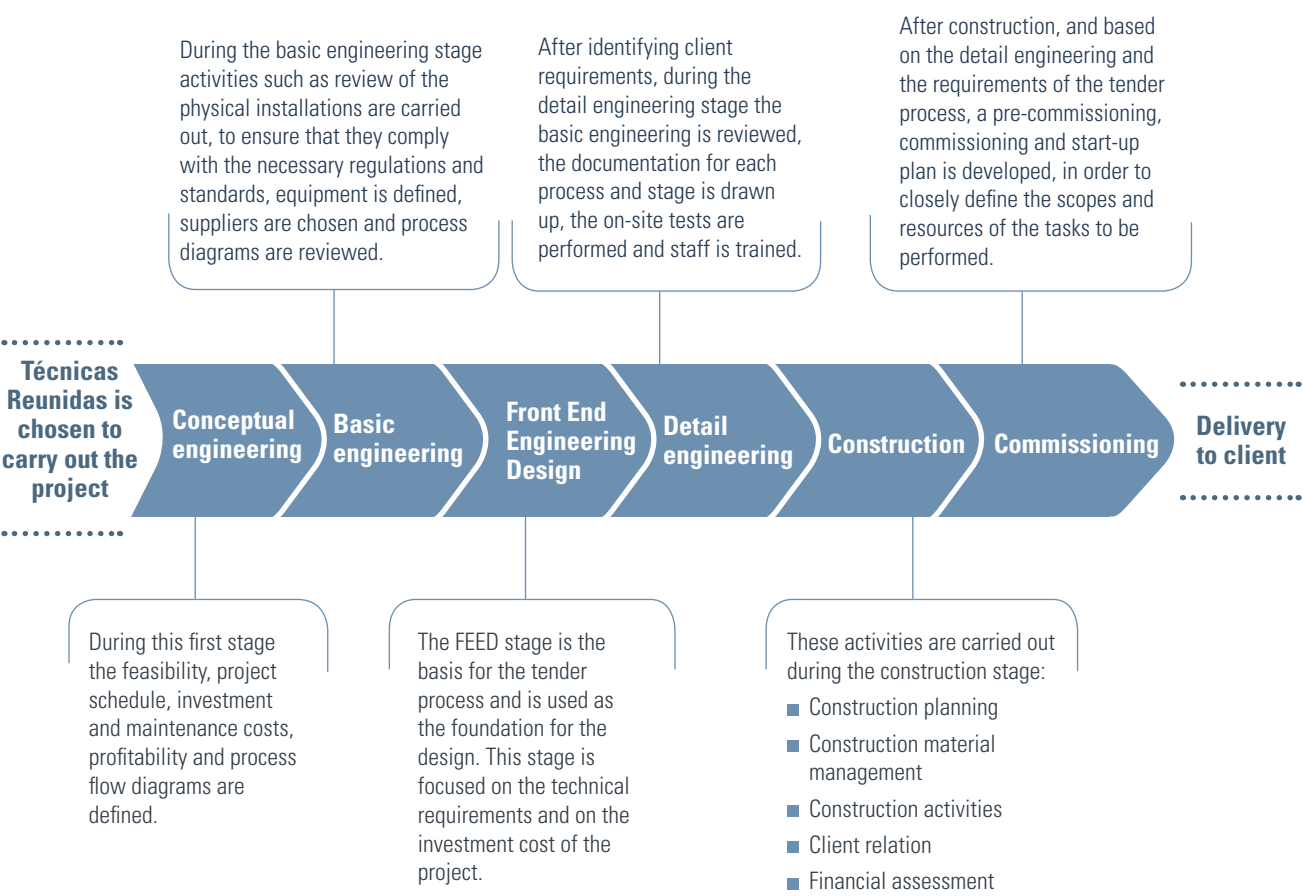 During the basic engineering stage
activities such as review of the
physical installations are carried
out, to ensure that they comply
with the necessary regulations and
standards, equipment is defined,
suppliers are chosen and process
diagrams are reviewed.
After identifying client
requirements, during the
detail engineering stage the
basic engineering is reviewed,
the documentation for each
process and stage is drawn
up, the on-site tests are
performed and staff is trained.
After construction, and based
on the detail engineering and
the requirements of the tender
process, a pre-commissioning,
commissioning and start-up
plan is developed, in order to
closely define the scopes and
resources of the tasks to be
performed.
Técnicas
Reunidas is
chosen to
carry out the
project
Conceptual
engineering
Basic
engineering
Front End
Engineering
Design
Detail
engineering
Construction
Commissioning
Delivery
to client
During this first stage
the feasibility, project
schedule, investment
and maintenance costs,
profitability and process
flow diagrams are
defined.
The FEED stage is the
basis for the tender
process and is used as
the foundation for the
design. This stage is
focused on the technical
requirements and on the
investment cost of the
project.
These activities are carried out
during the construction stage:
■ Construction planning
■ Construction material
management
■ Construction activities
■ Client relation
■ Financial assessment